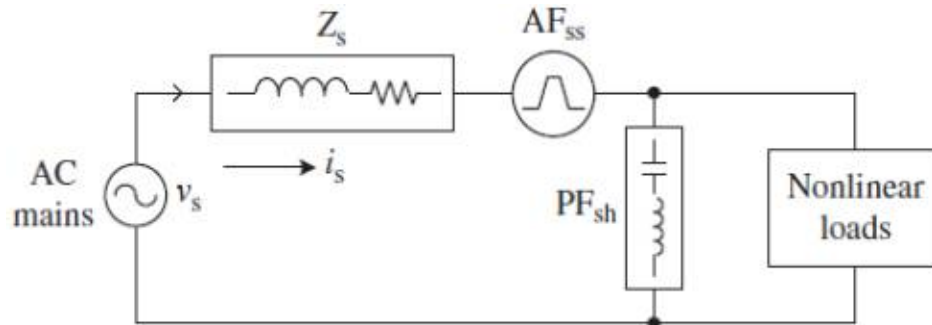 Z_s
AF_ss
AC
mains
v_s
i_s
PF_sh
Nonlinear
loads